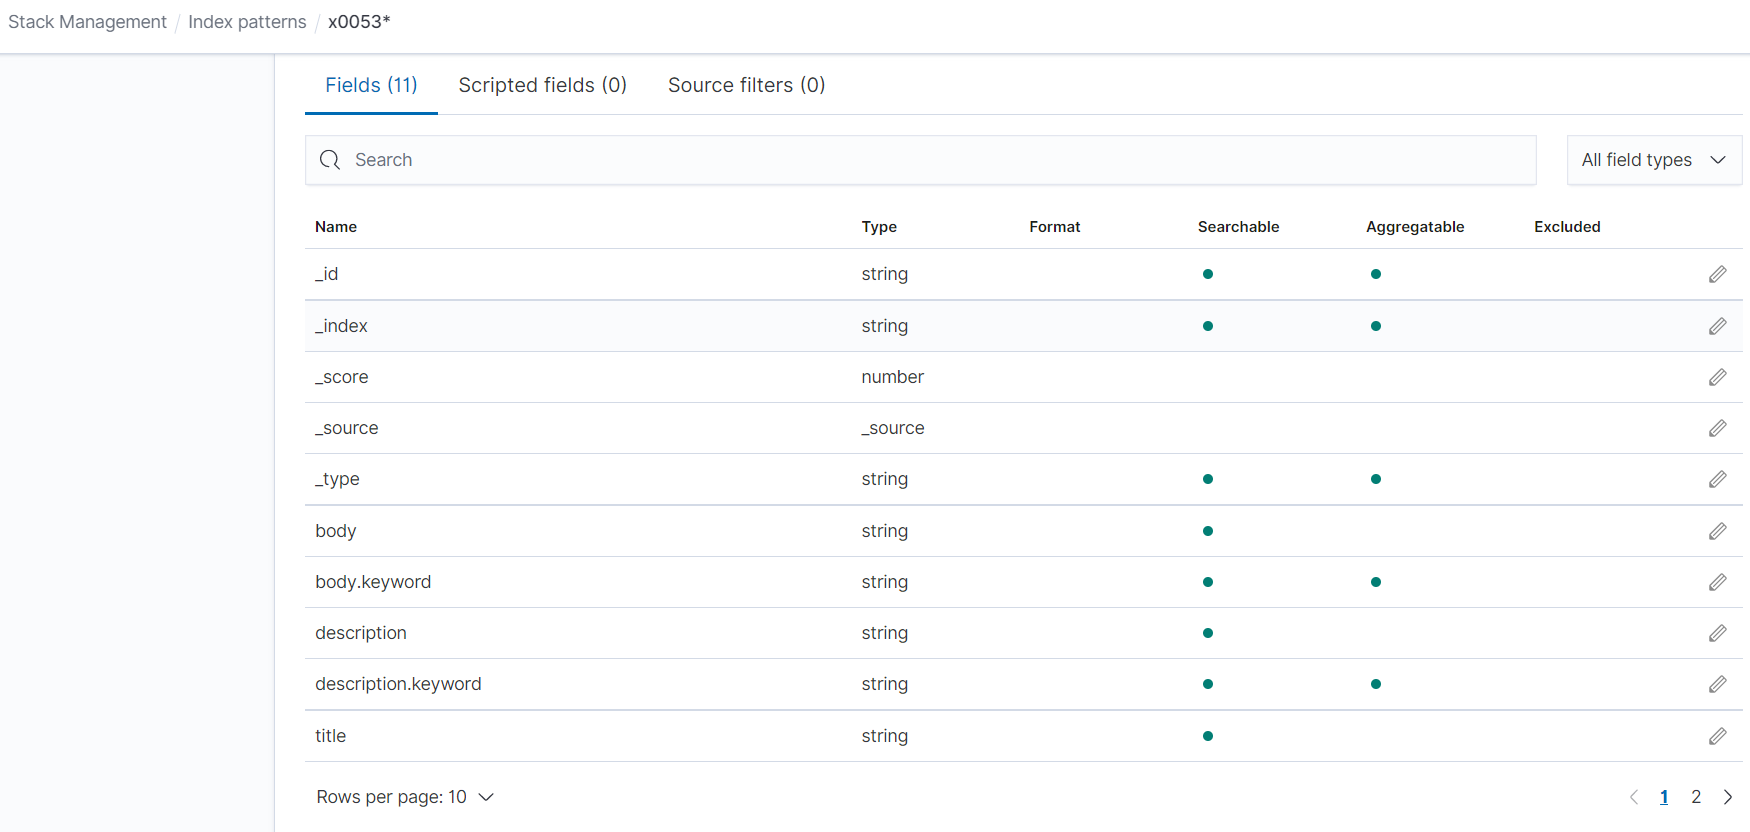 Stack Management / Index patterns / x0053*
Fields (11) Scripted fields (0) Source filters (0)
Search All field types
Name Type Format Searchable Aggregatable Excluded
_id string
_index string
_score number
_source _source
_type string
body string
body.keyword string
description string
description.keyword string
title string
Rows per page: 10 1 2